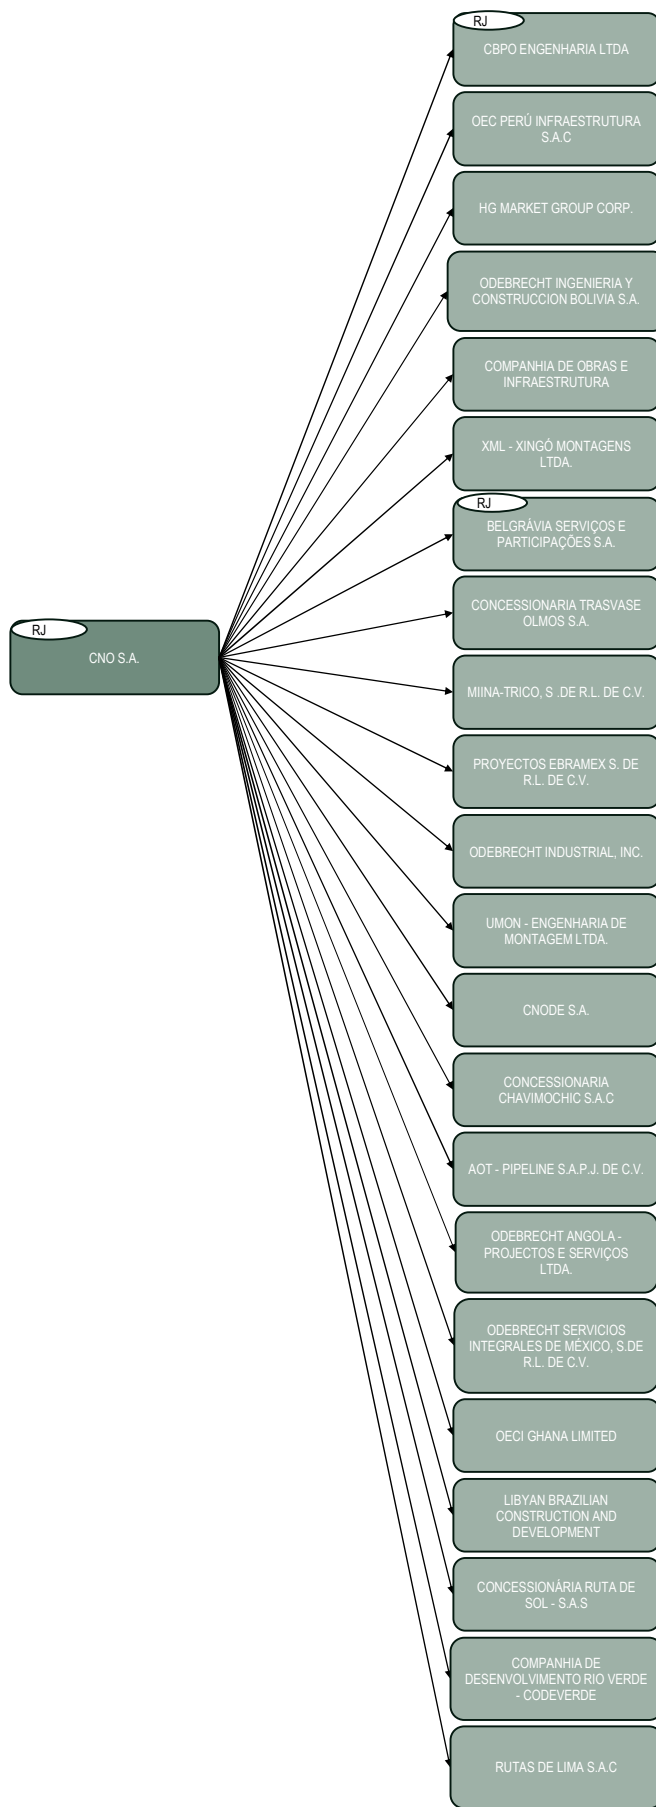 RJ
CBPO ENGENHARIA LTDA
OEC PERÚ INFRAESTRUTURA
S.A.C
HG MARKET GROUP CORP.
ODEBRECHT INGENIERIA Y
CONSTRUCCION BOLIVIA S.A.
COMPANHIA DE OBRAS E
INFRAESTRUTURA
XML - XINGÓ MONTAGENS
LTDA.
RJ
BELGRÁVIA SERVIÇOS E
PARTICIPAÇÕES S.A.
CONCESSIONARIA TRASVASE
OLMOS S.A.
RJ
CNO S.A.
MIINA-TRICO, S .DE R.L. DE C.V.
PROYECTOS EBRAMEX S. DE
R.L. DE C.V.
ODEBRECHT INDUSTRIAL, INC.
UMON - ENGENHARIA DE
MONTAGEM LTDA.
CNODE S.A.
CONCESSIONARIA
CHAVIMOCHIC S.A.C
AOT - PIPELINE S.A.P.J. DE C.V.
ODEBRECHT ANGOLA -
PROJECTOS E SERVIÇOS
LTDA.
ODEBRECHT SERVICIOS
INTEGRALES DE MÉXICO, S.DE
R.L. DE C.V.
OECI GHANA LIMITED
LIBYAN BRAZILIAN
CONSTRUCTION AND
DEVELOPMENT
CONCESSIONÁRIA RUTA DE
SOL - S.A.S
COMPANHIA DE
DESENVOLVIMENTO RIO VERDE
- CODEVERDE
RUTAS DE LIMA S.A.C